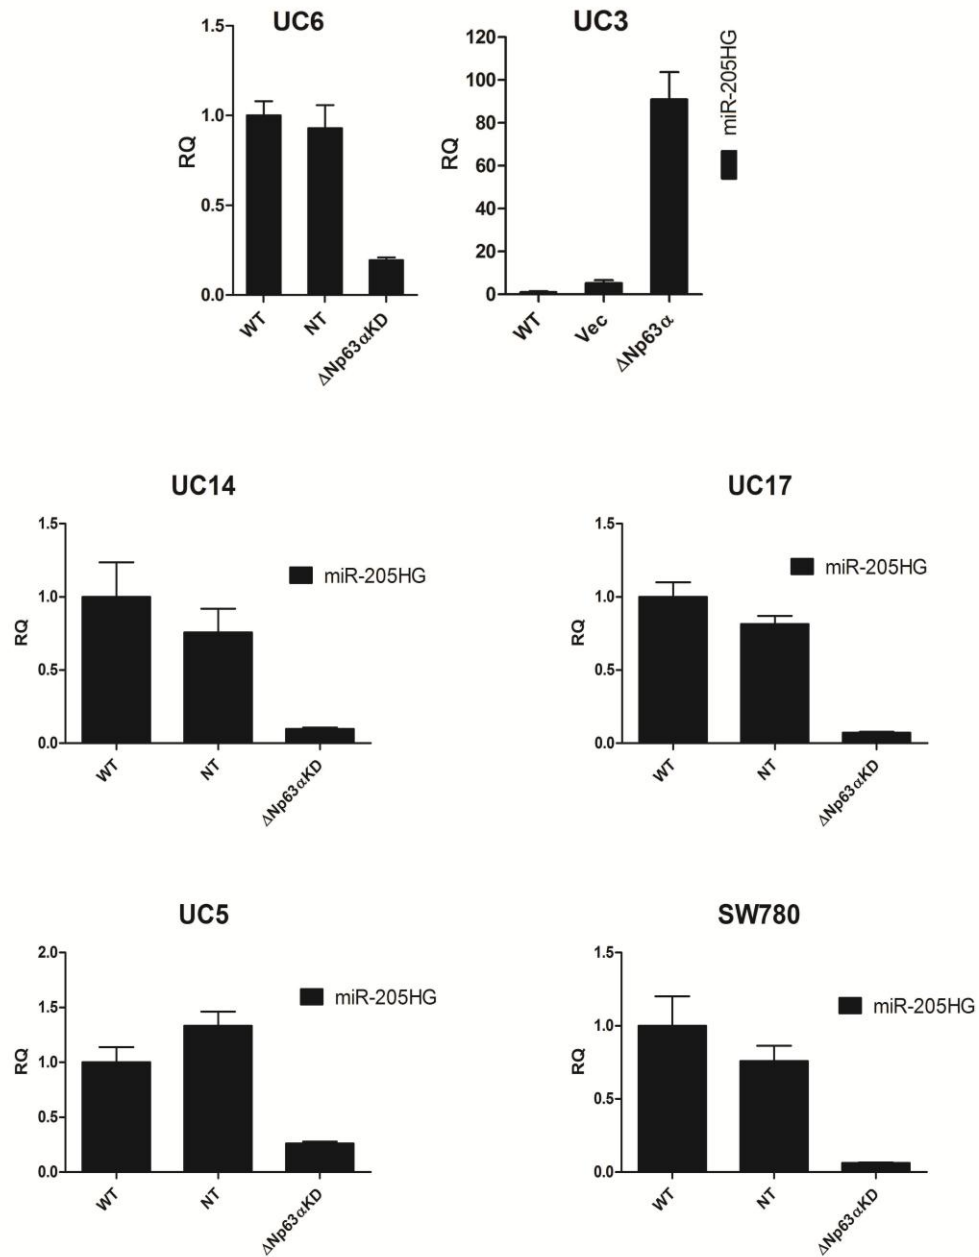 UC6
1.5
1.0
0.5
0.0
RQ
WT
NT
ΔNp63αKD
UC3
120
100
80
60
40
20
0
RQ
WT
Vec
ΔNp63α
miR-205HG
UC14
1.5
1.0
0.5
0.0
RQ
miR-205HG
WT
NT
ΔNp63αKD
UC17
1.5
1.0
0.5
0.0
RQ
miR-205HG
WT
NT
ΔNp63αKD
UC5
2.0
1.5
1.0
0.5
0.0
RQ
miR-205HG
WT
NT
ΔNp63αKD
SW780
1.5
1.0
0.5
0.0
RQ
miR-205HG
WT
NT
ΔNp63αKD